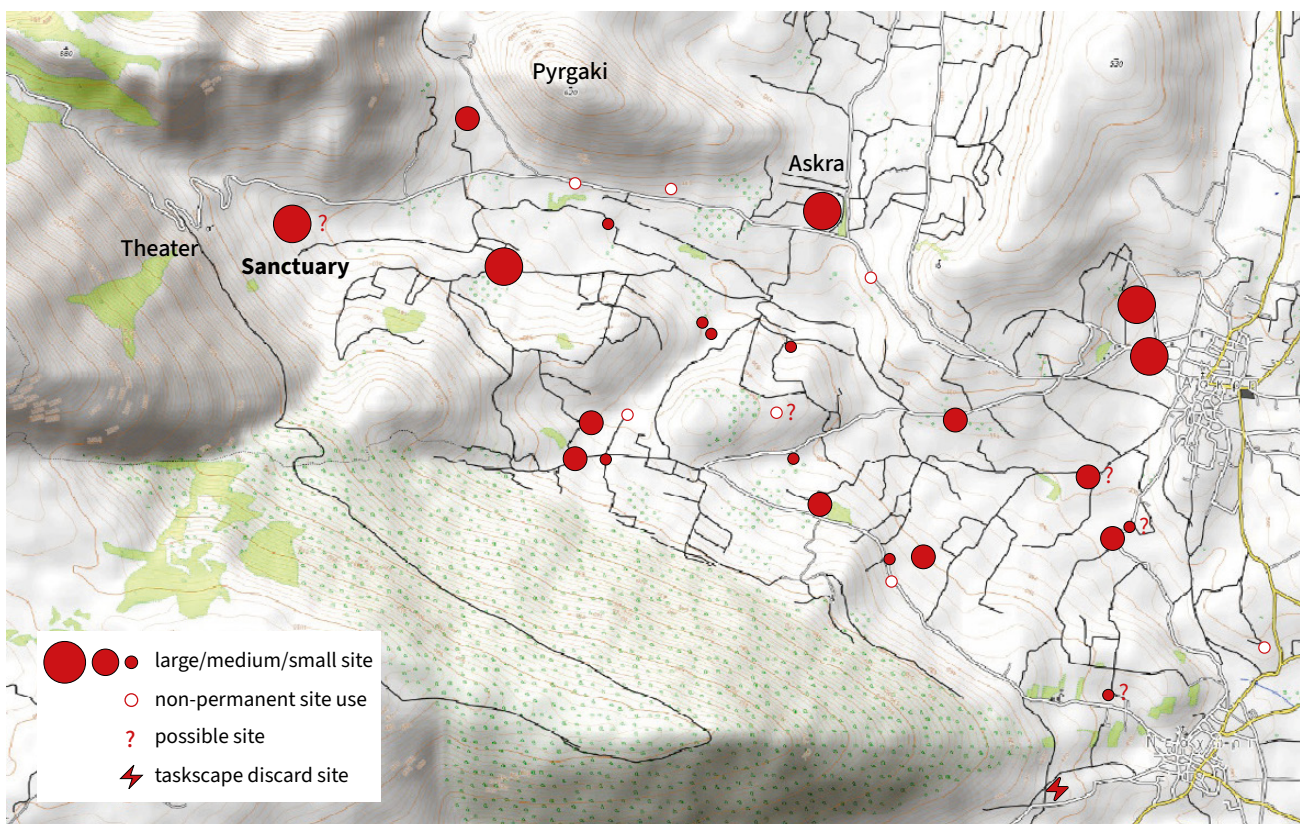 Pyrgaki
Askra
?
Theater
Sanctuary
?
?
?
?
large/medium/small site
non-permanent site use
? possible site
taskscape discard site